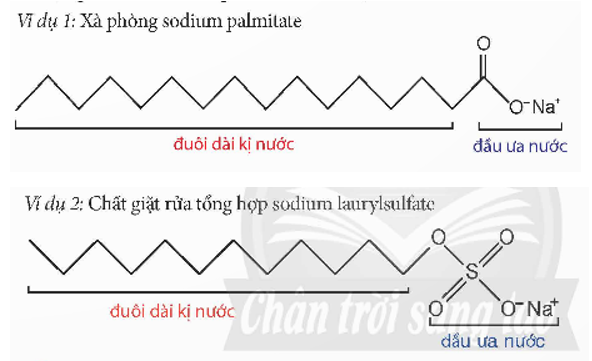 Ví dụ 1: Xà phòng sodium palmitate
O
O⁻Na⁺
đuôi dài kị nước
đầu ưa nước
Ví dụ 2: Chất giặt rửa tổng hợp sodium laurylsulfate
O O
S
O O⁻Na⁺
đuôi dài kị nước
Chân trời sáng tạo
đầu ưa nước